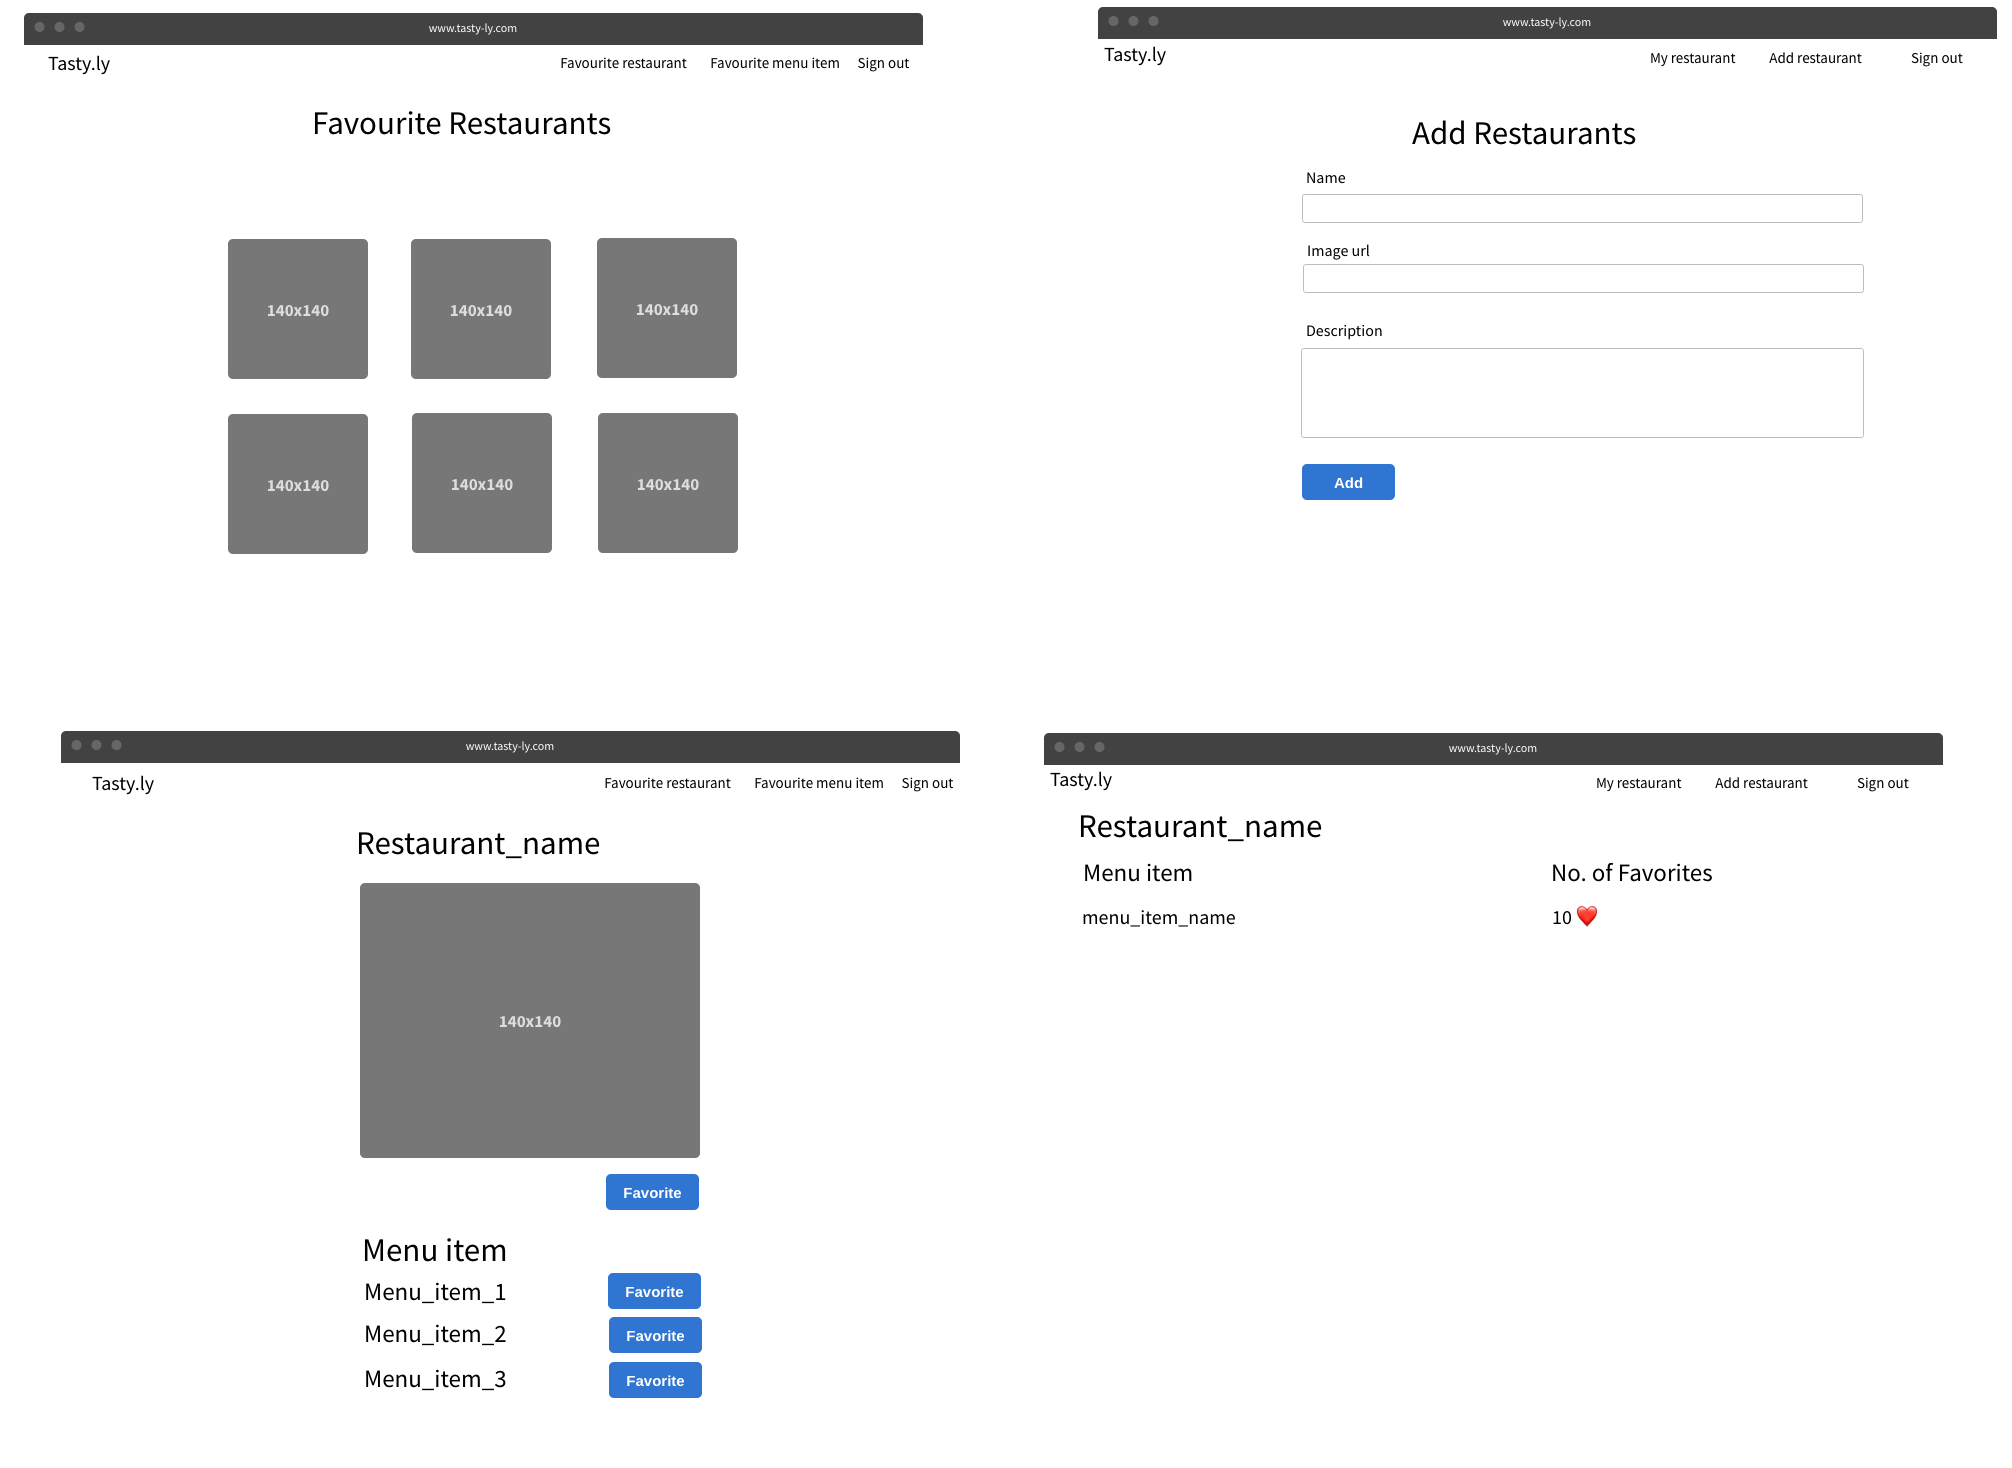 www.tasty-ly.com
Tasty.ly Favourite restaurant Favourite menu item Sign out
Favourite Restaurants
140x140 140x140 140x140
140x140 140x140 140x140
www.tasty-ly.com
Tasty.ly My restaurant Add restaurant Sign out
Add Restaurants
Name
Image url
Description
Add
www.tasty-ly.com
Tasty.ly Favourite restaurant Favourite menu item Sign out
Restaurant_name
140x140
Favorite
Menu item
Menu_item_1 Favorite
Menu_item_2 Favorite
Menu_item_3 Favorite
www.tasty-ly.com
Tasty.ly My restaurant Add restaurant Sign out
Restaurant_name
Menu item No. of Favorites
menu_item_name 10 ❤️